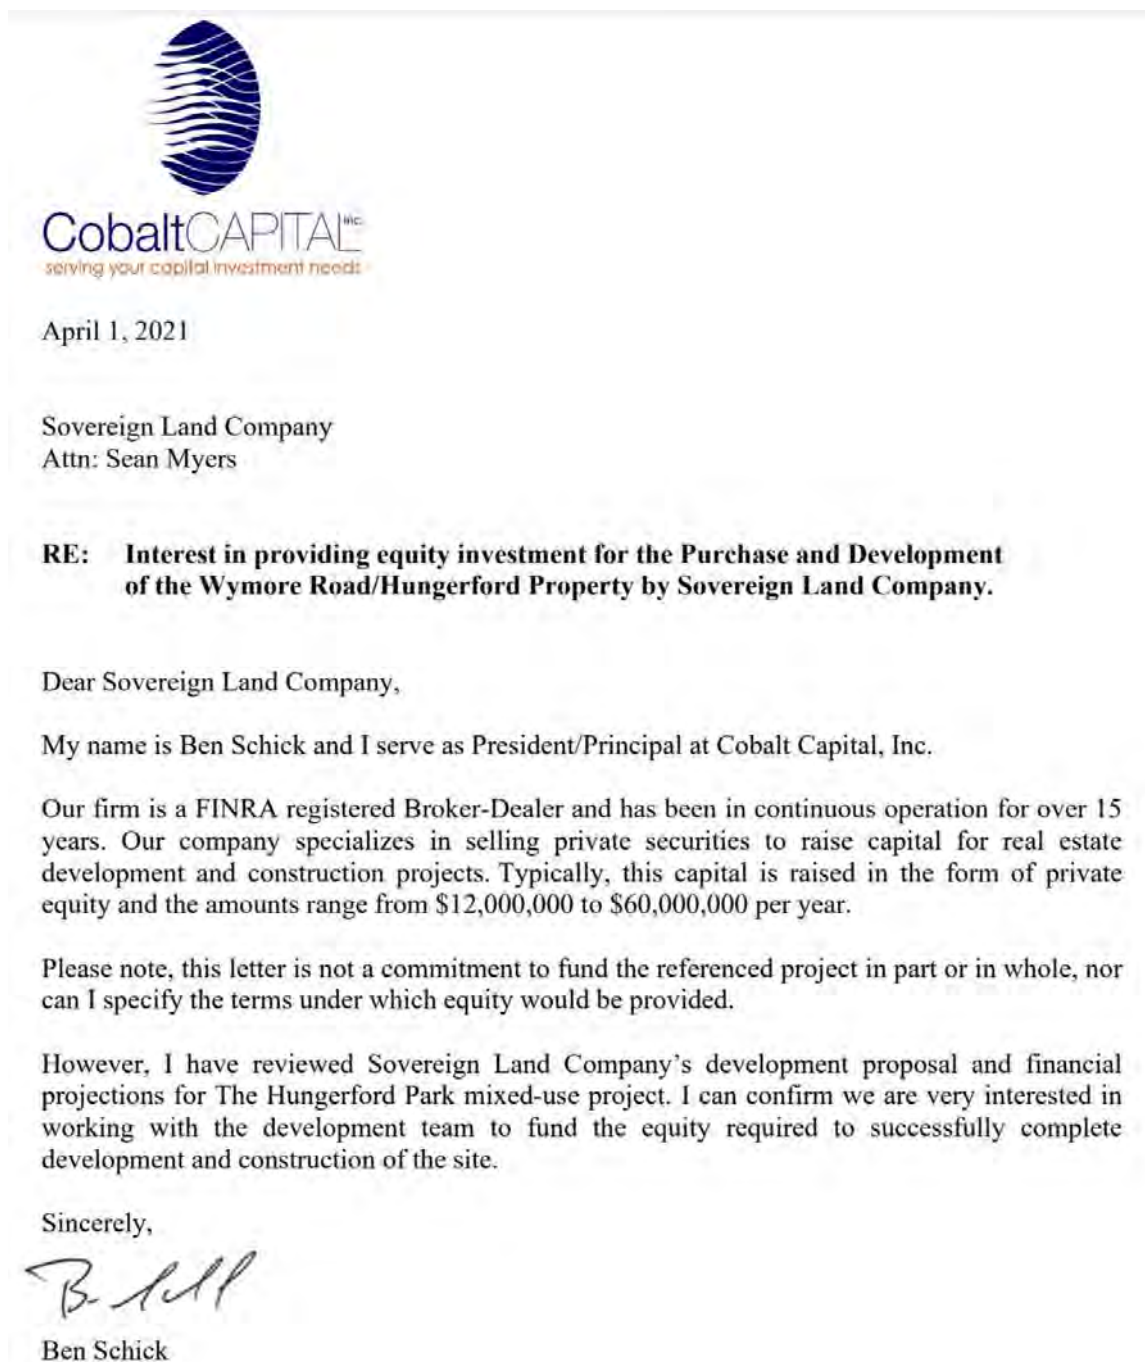 CobaltCAPITAL Inc.
serving your capital investment needs
April 1, 2021
Sovereign Land Company
Attn: Sean Myers
RE: Interest in providing equity investment for the Purchase and Development
of the Wymore Road/Hungerford Property by Sovereign Land Company.
Dear Sovereign Land Company,
My name is Ben Schick and I serve as President/Principal at Cobalt Capital, Inc.
Our firm is a FINRA registered Broker-Dealer and has been in continuous operation for over 15
years. Our company specializes in selling private securities to raise capital for real estate
development and construction projects. Typically, this capital is raised in the form of private
equity and the amounts range from $12,000,000 to $60,000,000 per year.
Please note, this letter is not a commitment to fund the referenced project in part or in whole, nor
can I specify the terms under which equity would be provided.
However, I have reviewed Sovereign Land Company's development proposal and financial
projections for The Hungerford Park mixed-use project. I can confirm we are very interested in
working with the development team to fund the equity required to successfully complete
development and construction of the site.
Sincerely,
Ben Schick